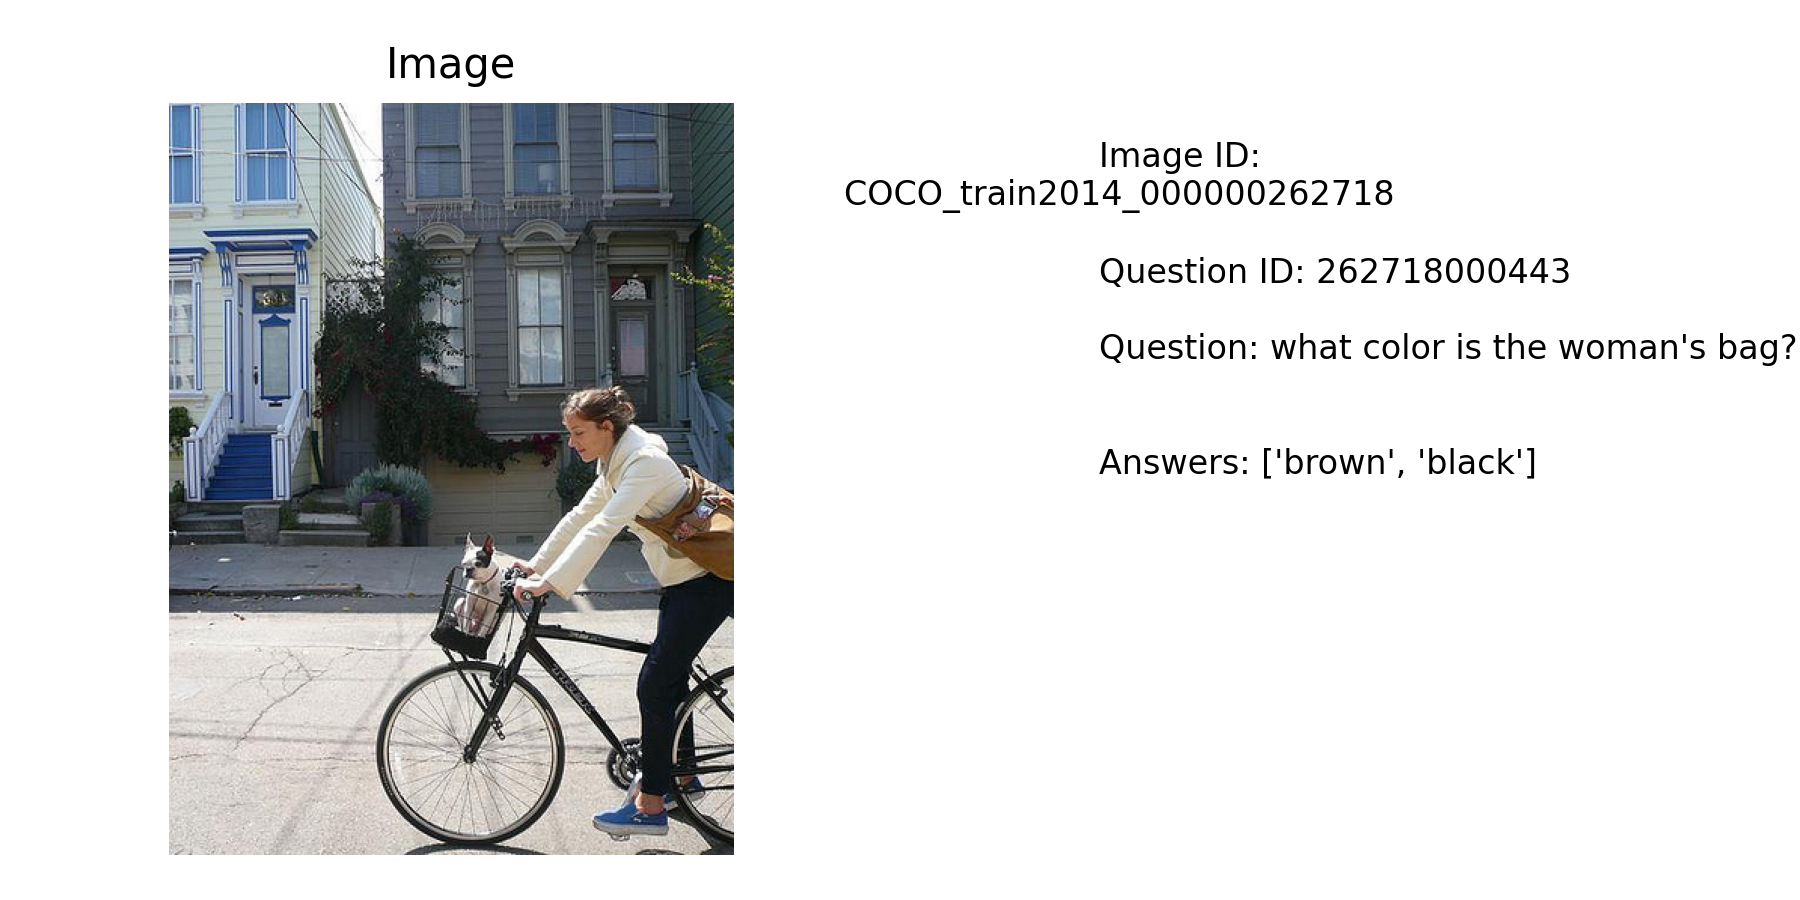 Image
Image ID:
COCO_train2014_000000262718
Question ID: 262718000443
Question: what color is the woman's bag?
Answers: ['brown', 'black']